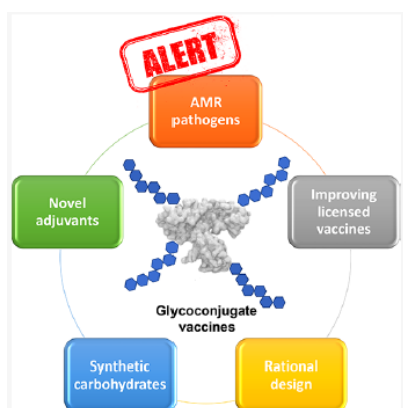 ALERT
AMR
pathogens
Novel
adjuvants
Improving
licensed
vaccines
Glycoconjugate
vaccines
Synthetic
carbohydrates
Rational
design